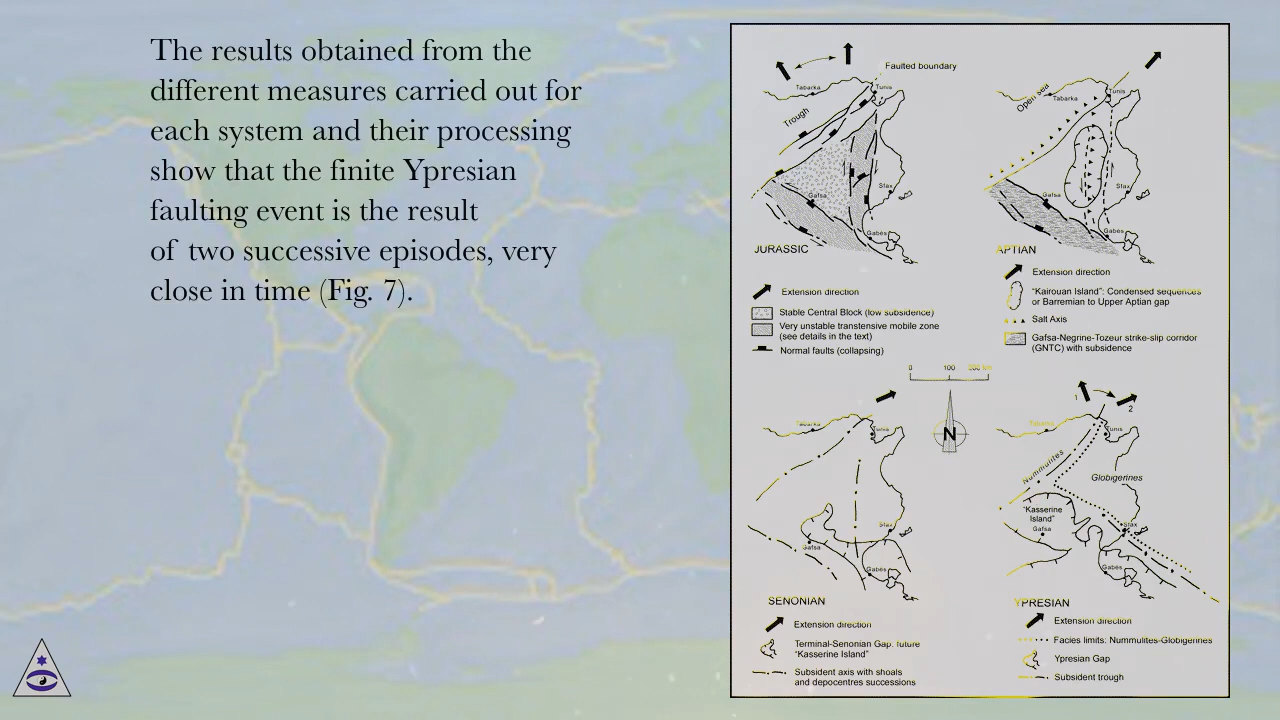 The results obtained from the
different measures carried out for
each system and their processing
show that the finite Ypresian
faulting event is the result
of two successive episodes, very
close in time (Fig. 7).
Faulted boundary
Tabarka
Tunis
Trough
Gafsa
Sfax
Gabès
JURASSIC
Extension direction
Stable Central Block (low subsidence)
Very unstable transtensive mobile zone
(see details in the text)
Normal faults (collapsing)
Open sea
Tabarka
Tunis
Gafsa
Sfax
Gabès
APTIAN
Extension direction
"Kairouan Island": Condensed sequences
or Barremian to Upper Aptian gap
Salt Axis
Gafsa-Negrine-Tozeur strike-slip corridor
(GNTC) with subsidence
0 100 200 km
N
Tabarka
Tunis
Sfax
Gafsa
Gabès
SENONIAN
Extension direction
Terminal-Senonian Gap: future
"Kasserine Island"
Subsident axis with shoals
and depocentres successions
1
2
Tabarka
Tunis
Nummulites
Globigerines
"Kasserine
Island"
Gafsa
Sfax
Gabès
YPRESIAN
Extension direction
Facies limits: Nummulites-Globigerines
Ypresian Gap
Subsident trough